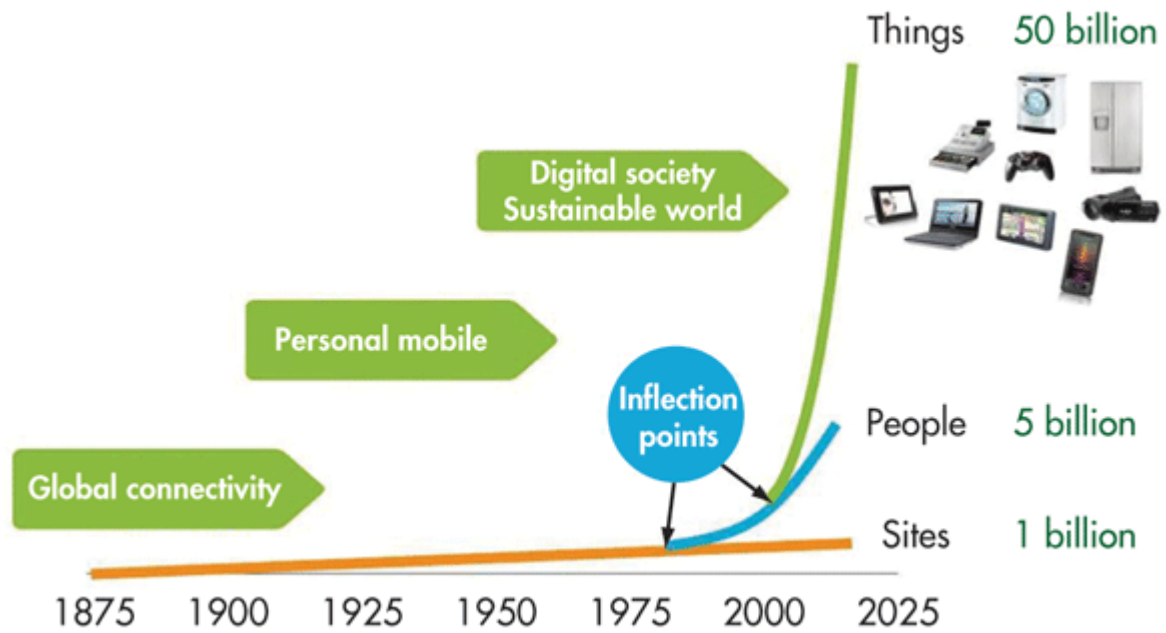 Things 50 billion
Digital society
Sustainable world
Personal mobile
Inflection
points
People 5 billion
Global connectivity
Sites 1 billion
1875 1900 1925 1950 1975 2000 2025